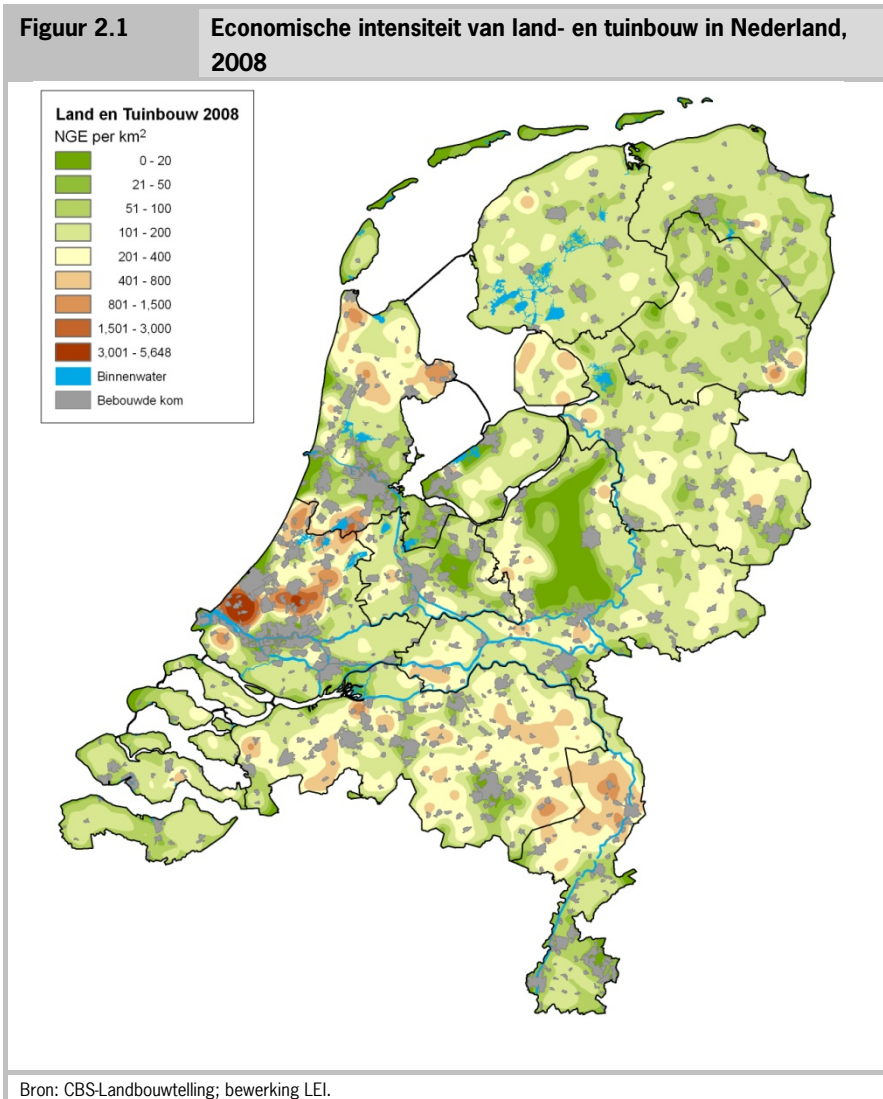 Figuur 2.1
Economische intensiteit van land- en tuinbouw in Nederland,
2008
Land en Tuinbouw 2008
NGE per km²
0 - 20
21 - 50
51 - 100
101 - 200
201 - 400
401 - 800
801 - 1,500
1,501 - 3,000
3,001 - 5,648
Binnenwater
Bebouwde kom
Bron: CBS-Landbouwtelling; bewerking LEI.